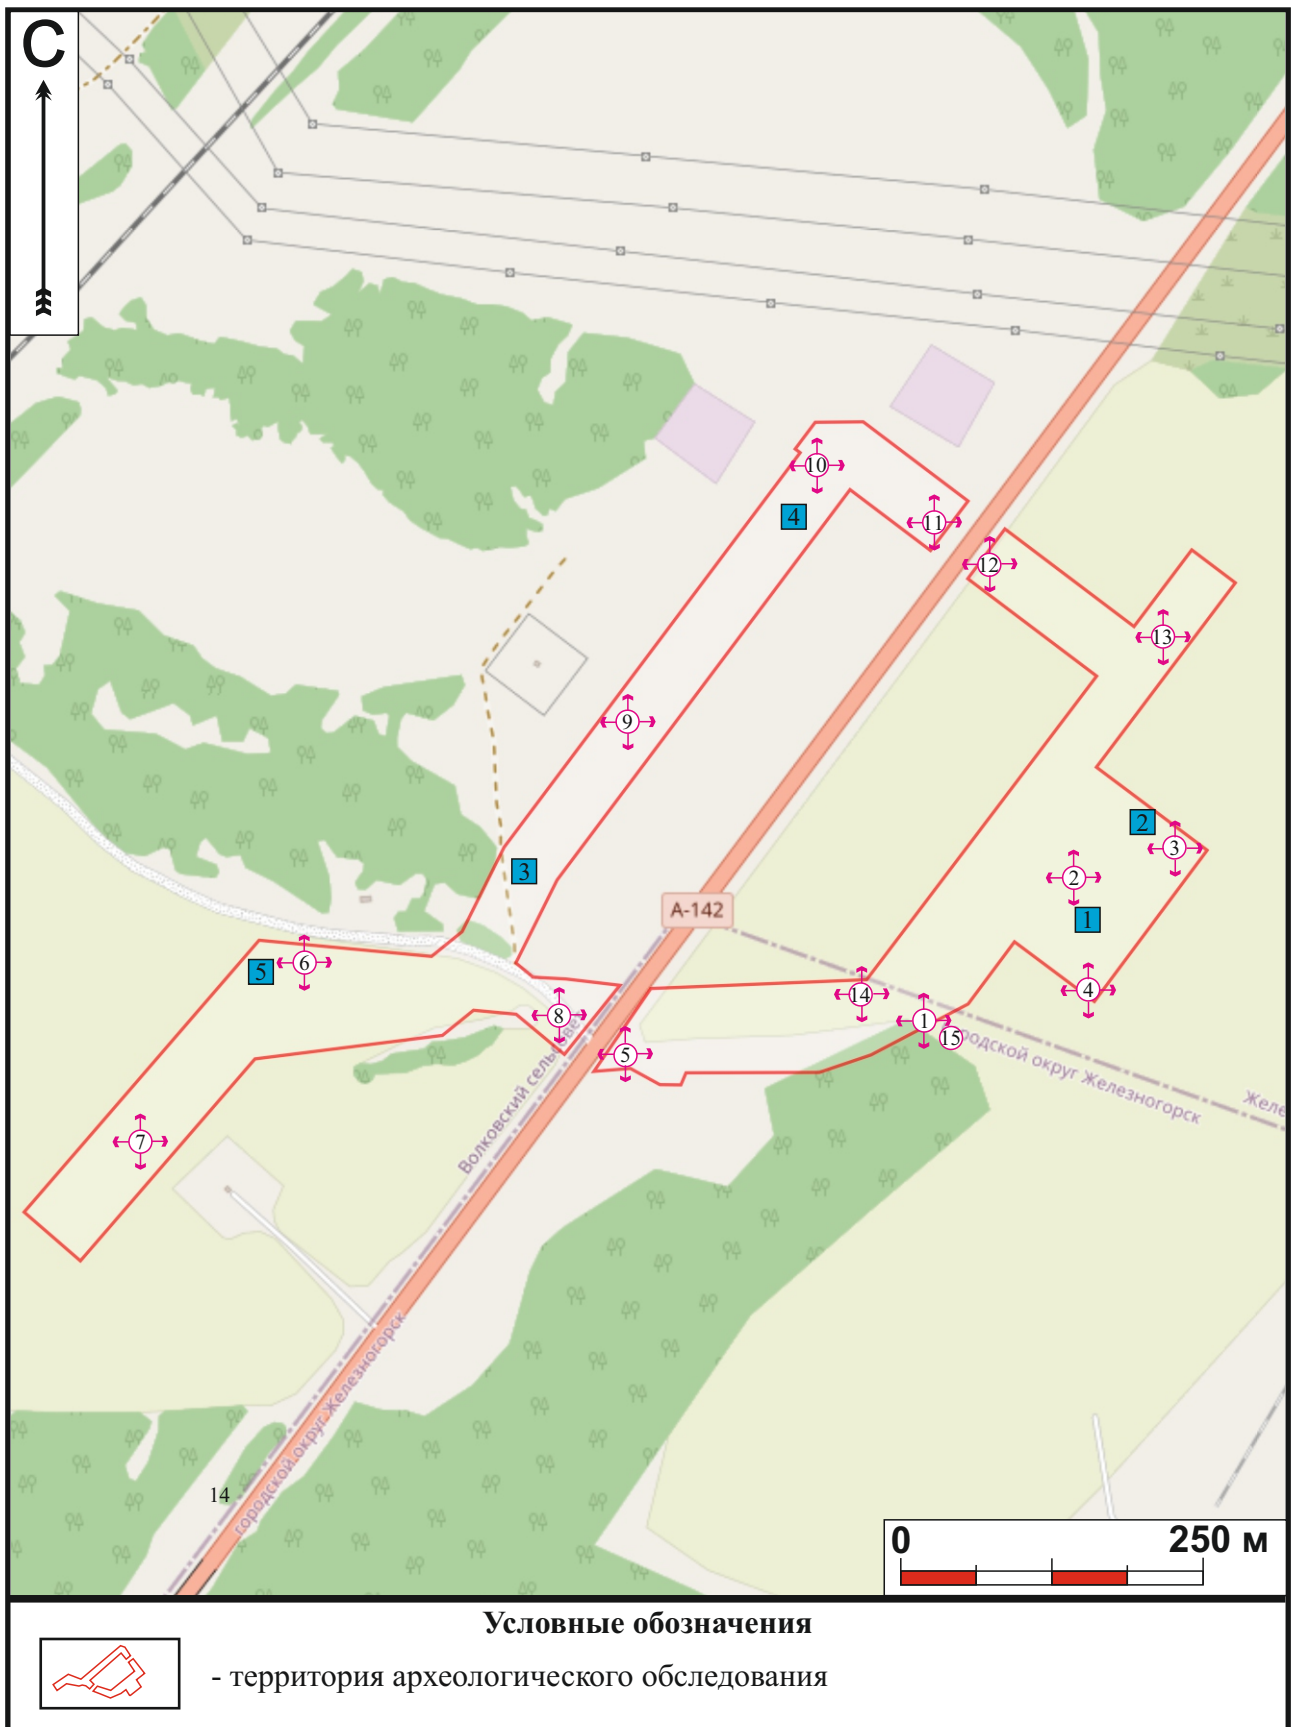 С
10
4
11
12
13
9
2
3
3
А-142
2
1
5
6
4
14
8
1
15
5
городской округ Железногорск
Желе
Волковский сельсове
7
городской округ Железногорск
14
0 250 м
Условные обозначения
- территория археологического обследования